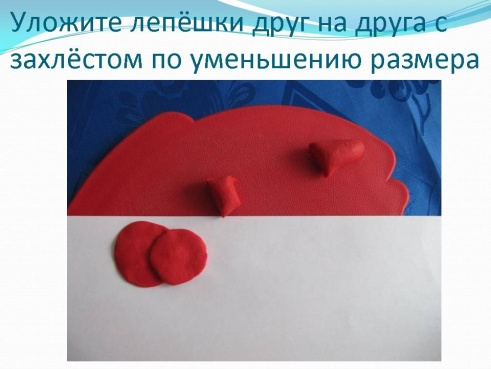 Уложите лепёшки друг на друга с
захлёстом по уменьшению размера